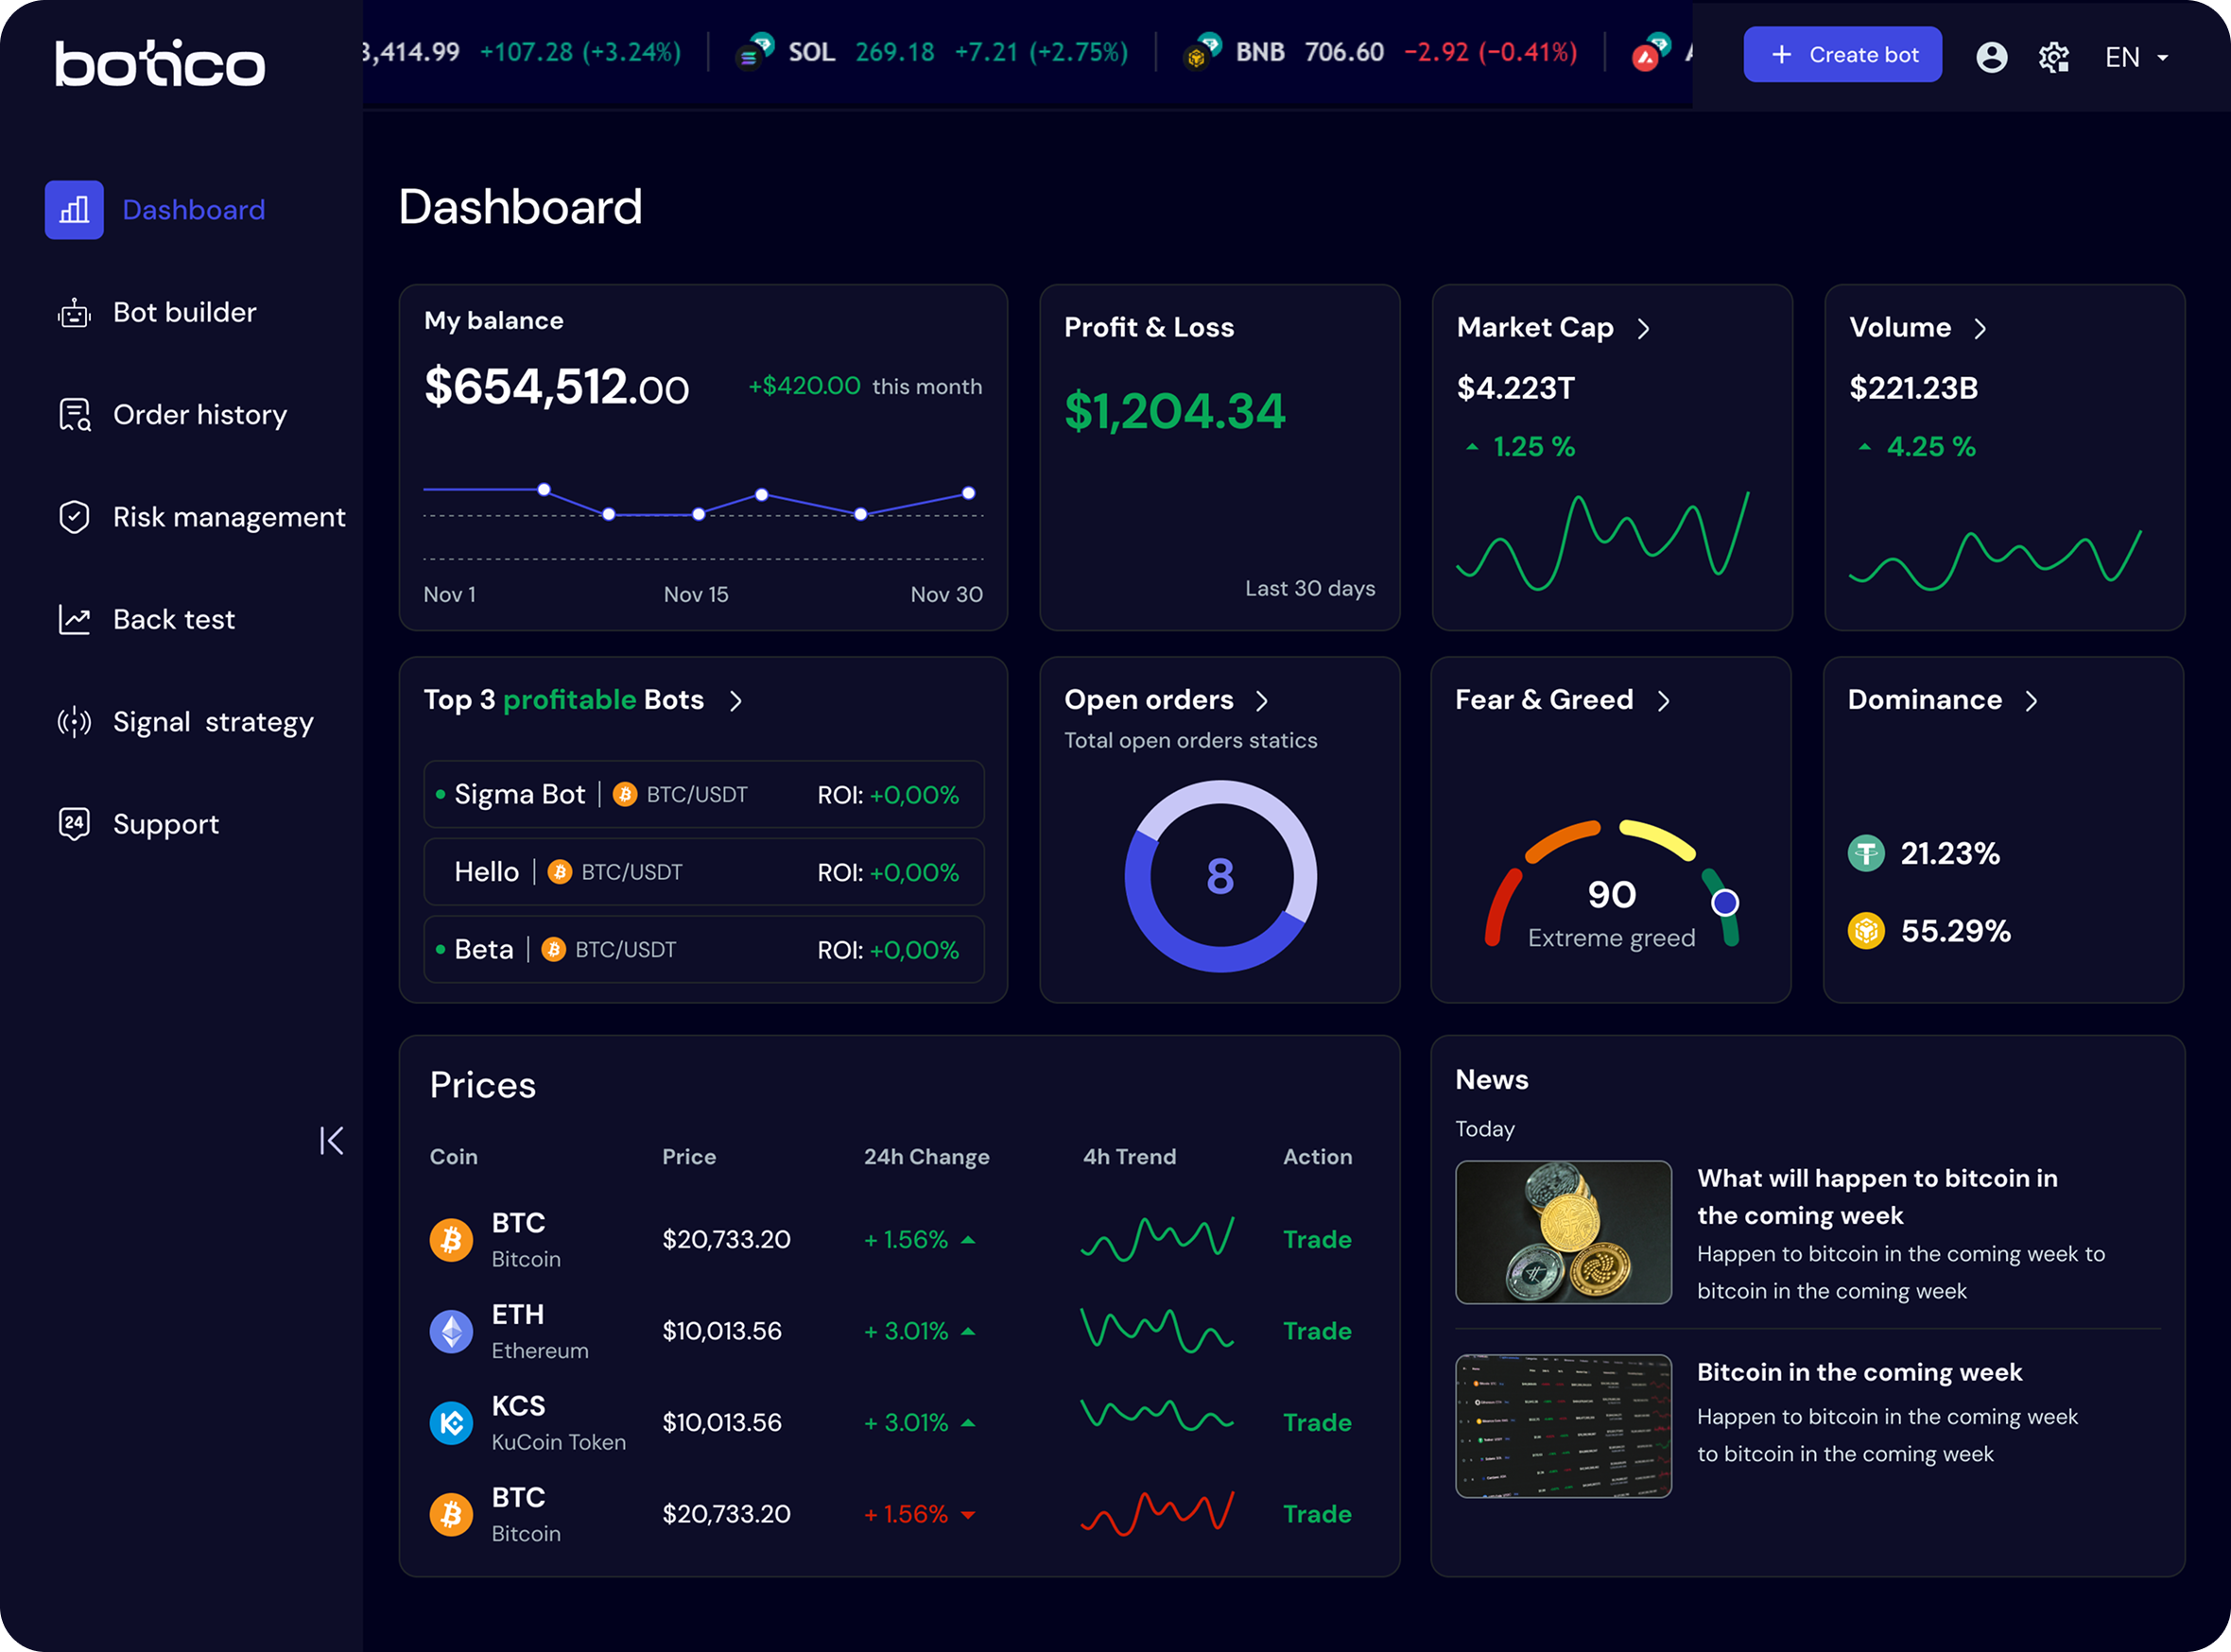 botico
3,414.99 +107.28 (+3.24%)
SOL 269.18 +7.21 (+2.75%)
BNB 706.60 −2.92 (−0.41%)
+ Create bot
EN
Dashboard
Bot builder
Order history
Risk management
Back test
Signal strategy
24 Support
Dashboard
My balance
$654,512.00 +$420.00 this month
Nov 1 Nov 15 Nov 30
Profit & Loss
$1,204.34
Last 30 days
Market Cap
$4.223T
1.25 %
Volume
$221.23B
4.25 %
Top 3 profitable Bots
Sigma Bot | BTC/USDT ROI: +0,00%
Hello | BTC/USDT ROI: +0,00%
Beta | BTC/USDT ROI: +0,00%
Open orders
Total open orders statics
8
Fear & Greed
90
Extreme greed
Dominance
21.23%
55.29%
Prices
Coin Price 24h Change 4h Trend Action
BTC
Bitcoin
$20,733.20 + 1.56% Trade
ETH
Ethereum
$10,013.56 + 3.01% Trade
KCS
KuCoin Token
$10,013.56 + 3.01% Trade
BTC
Bitcoin
$20,733.20 + 1.56% Trade
News
Today
What will happen to bitcoin in
the coming week
Happen to bitcoin in the coming week to
bitcoin in the coming week
Bitcoin in the coming week
Happen to bitcoin in the coming week
to bitcoin in the coming week